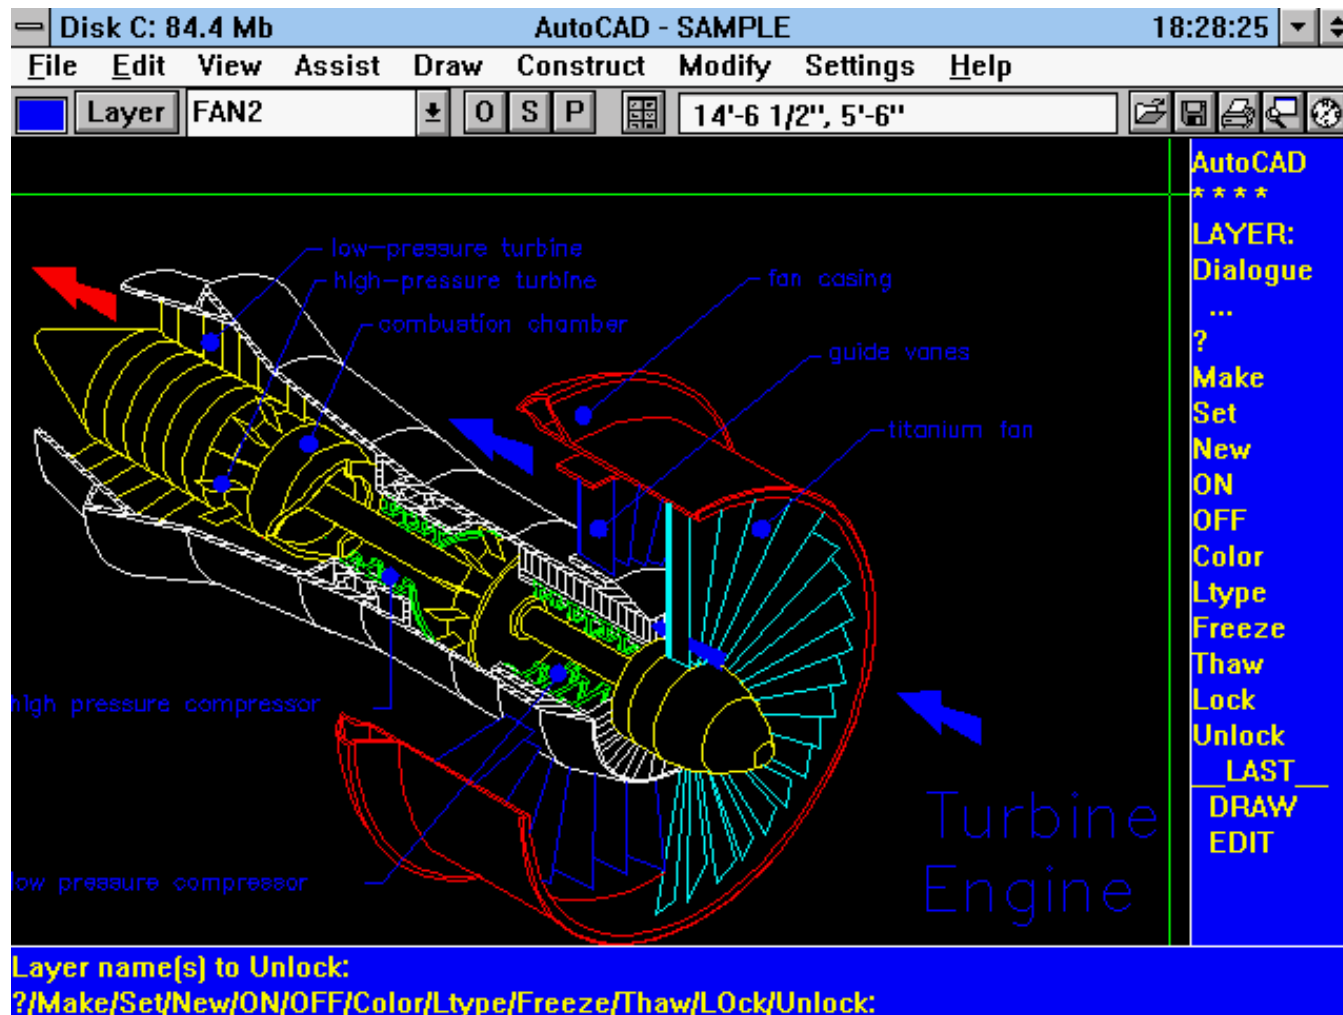 Disk C: 84.4 Mb AutoCAD - SAMPLE 18:28:25
File Edit View Assist Draw Construct Modify Settings Help
Layer FAN2 O S P 14'-6 1/2", 5'-6"
AutoCAD
* * * *
LAYER:
Dialogue
...
?
Make
Set
New
ON
OFF
Color
Ltype
Freeze
Thaw
Lock
Unlock
__LAST__
DRAW
EDIT
low-pressure turbine
high-pressure turbine
combustion chamber
fan casing
guide vanes
titanium fan
high pressure compressor
low pressure compressor
Turbine
Engine
Layer name(s) to Unlock:
?/Make/Set/New/ON/OFF/Color/Ltype/Freeze/Thaw/LOck/Unlock: